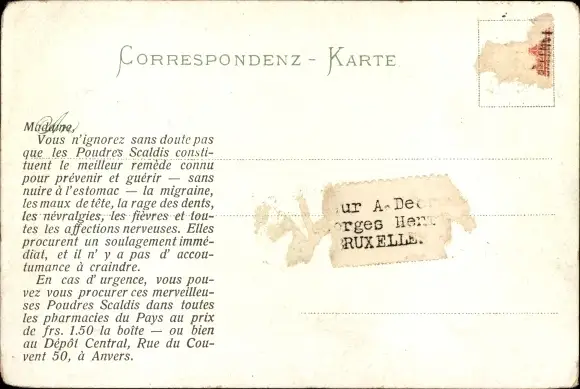 CORRESPONDENZ - KARTE
Madame,
Vous n'ignorez sans doute pas
que les Poudres Scaldis consti-
tuent le meilleur remède connu
pour prévenir et guérir — sans
nuire à l'estomac — la migraine,
les maux de tête, la rage des dents,
les névralgies, les fièvres et tou-
tes les affections nerveuses. Elles
procurent un soulagement immé-
diat, et il n' y a pas d' accou-
tumance à craindre.
En cas d' urgence, vous pou-
vez vous procurer ces merveilleu-
ses Poudres Scaldis dans toutes
les pharmacies du Pays au prix
de frs. 1.50 la boîte — ou bien
au Dépôt Central, Rue du Cou-
vent 50, à Anvers.
A.
BRUXELLE